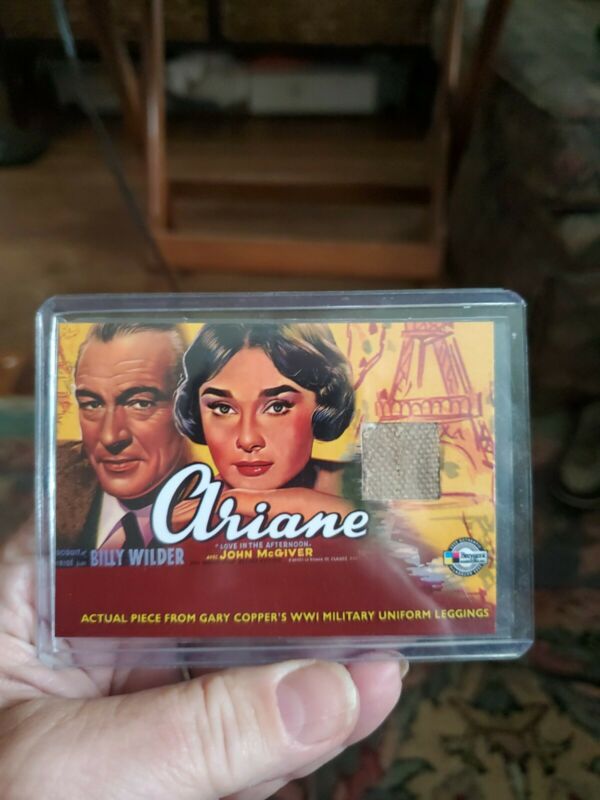 Ariane
"LOVE IN THE AFTERNOON"
BILLY WILDER
AVEC JOHN McGIVER
Breygent
ACTUAL PIECE FROM GARY COPPER'S WWI MILITARY UNIFORM LEGGINGS